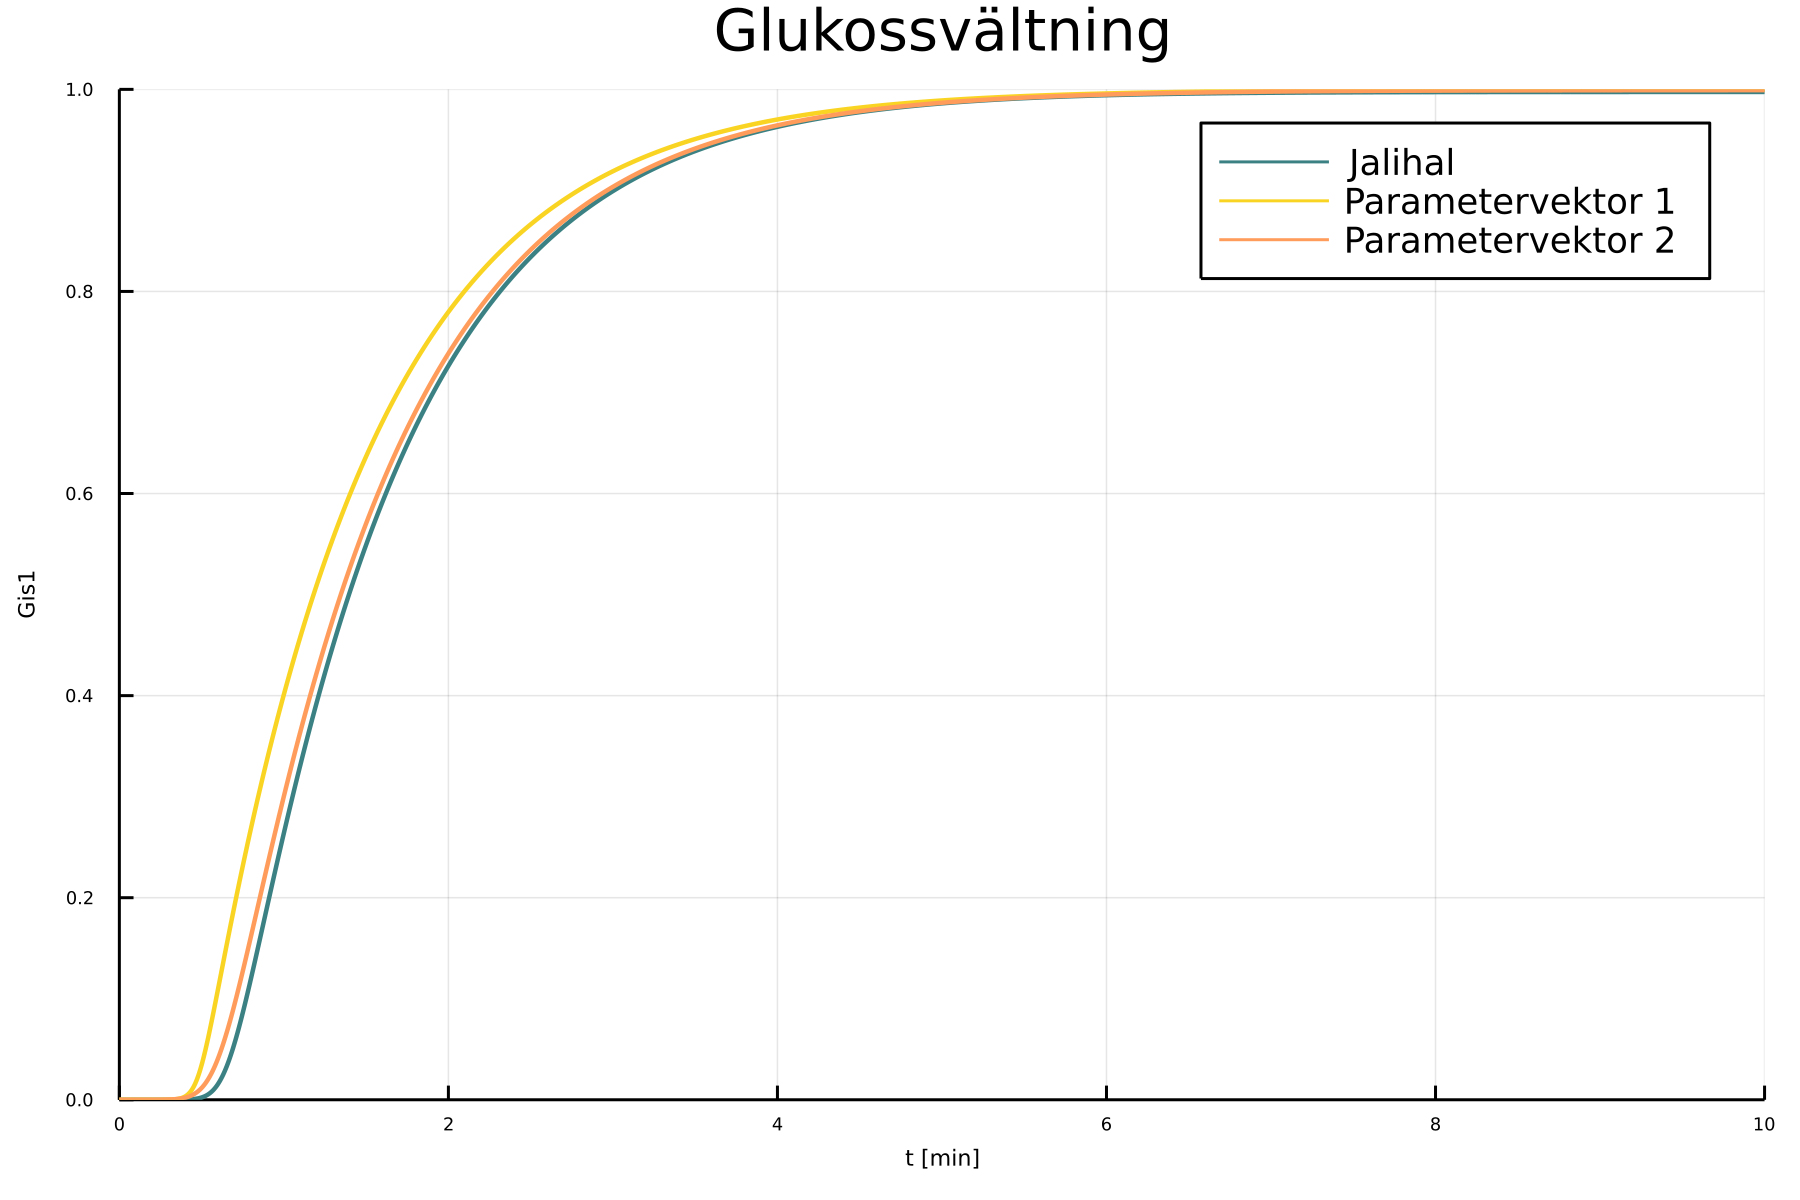 Glukossvältning
1.0
0.8
0.6
0.4
0.2
0.0
Gis1
Jalihal
Parametervektor 1
Parametervektor 2
0 2 4 6 8 10
t [min]